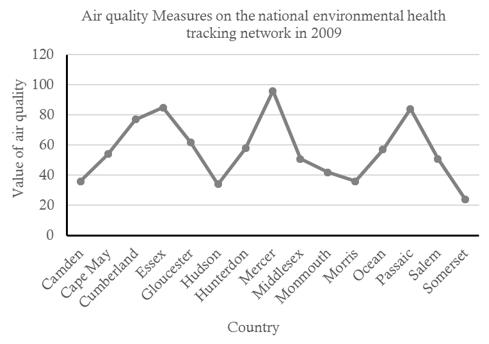 Air quality Measures on the national environmental health
tracking network in 2009
Value of air quality
120
100
80
60
40
20
0
Camden
Cape May
Cumberland
Essex
Gloucester
Hudson
Hunterdon
Mercer
Middlesex
Monmouth
Morris
Ocean
Passaic
Salem
Somerset
Country